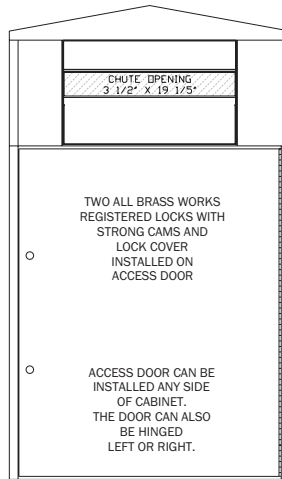 CHUTE OPENING
3 1/2" X 19 1/5"
TWO ALL BRASS WORKS
REGISTERED LOCKS WITH
STRONG CAMS AND
LOCK COVER
INSTALLED ON
ACCESS DOOR
ACCESS DOOR CAN BE
INSTALLED ANY SIDE
OF CABINET.
THE DOOR CAN ALSO
BE HINGED
LEFT OR RIGHT.